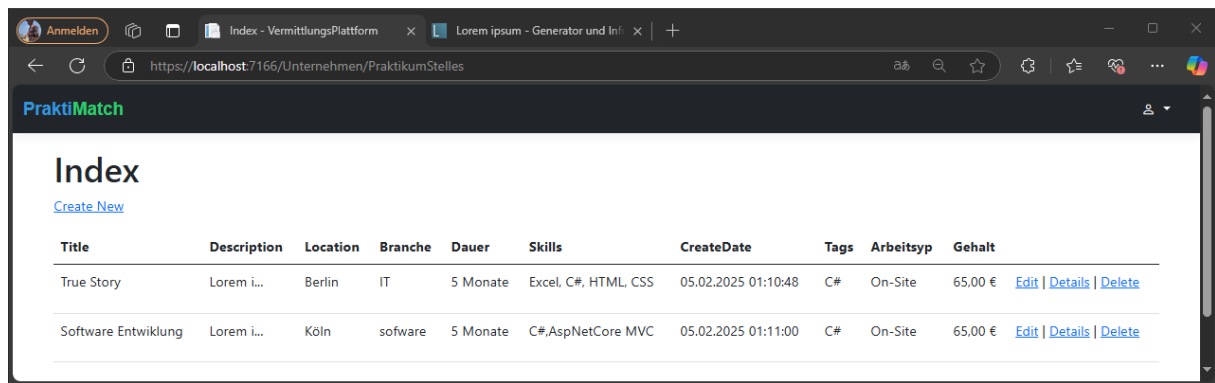 Anmelden
Index - VermittlungsPlattform
Lorem ipsum - Generator und Inf
https://localhost:7166/Unternehmen/PraktikumStelles
PraktiMatch
Index
Create New
Title Description Location Branche Dauer Skills CreateDate Tags Arbeitsyp Gehalt
True Story Lorem i... Berlin IT 5 Monate Excel, C#, HTML, CSS 05.02.2025 01:10:48 C# On-Site 65,00 € Edit | Details | Delete
Software Entwiklung Lorem i... Köln sofware 5 Monate C#,AspNetCore MVC 05.02.2025 01:11:00 C# On-Site 65,00 € Edit | Details | Delete